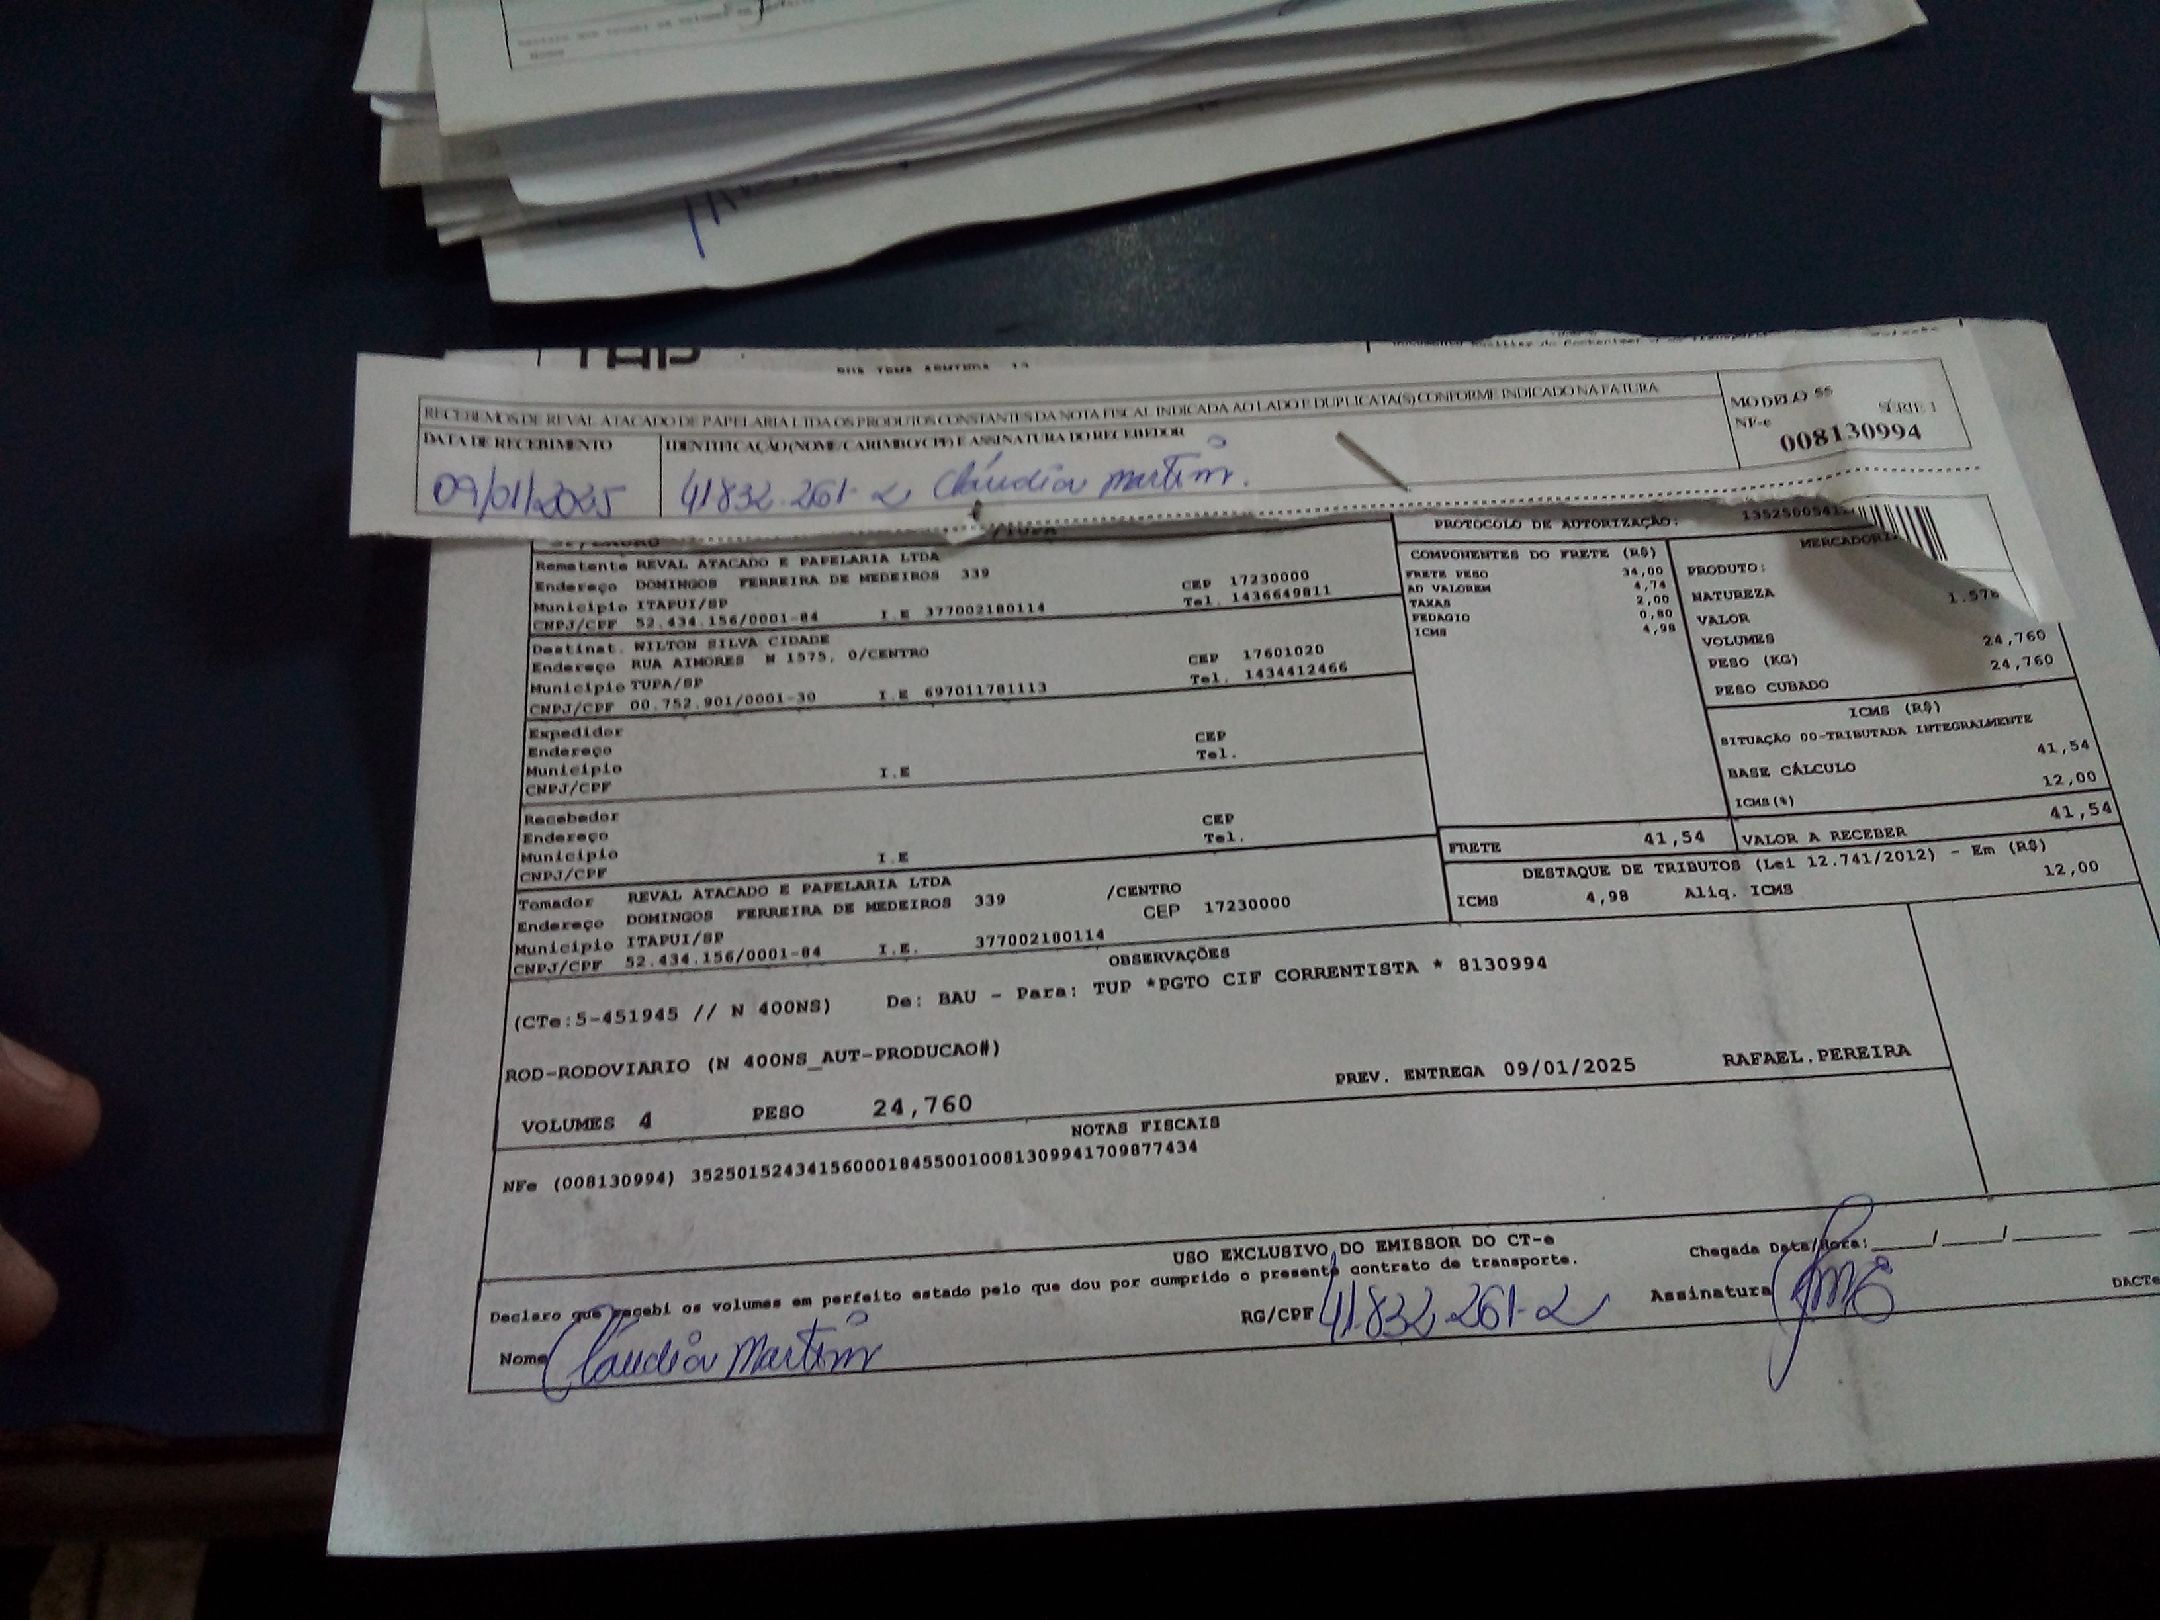 RECEBEMOS DE REVAL ATACADO DE PAPELARIA LTDA OS PRODUTOS CONSTANTES DA NOTA FISCAL INDICADA AO LADO E DUPLICATA(S) CONFORME INDICADO NA FATURA
MODELO 55
SÉRIE 1
NF-e
008130994
DATA DE RECEBIMENTO
IDENTIFICAÇÃO (NOME/CARIMBO/CPF) E ASSINATURA DO RECEBEDOR
09/01/2025
41832.261-2 Cláudia Martins.
PROTOCOLO DE AUTORIZAÇÃO:
Remetente REVAL ATACADO E PAPELARIA LTDA
Endereço DOMINGOS FERREIRA DE MEDEIROS 339
CEP 17230000
Município ITAPUI/SP
Tel. 1436649811
CNPJ/CPF 52.434.156/0001-84 I.E 377002180114
Destinat. WILTON SILVA CIDADE
Endereço RUA AIMORES N 1575, 0/CENTRO
CEP 17601020
Município TUPA/SP
Tel. 1434412466
CNPJ/CPF 00.752.901/0001-30 I.E 697011781113
Expedidor
Endereço CEP
Município Tel.
CNPJ/CPF I.E
Recebedor
Endereço CEP
Município Tel.
CNPJ/CPF I.E
Tomador REVAL ATACADO E PAPELARIA LTDA
Endereço DOMINGOS FERREIRA DE MEDEIROS 339 /CENTRO
Município ITAPUI/SP CEP 17230000
CNPJ/CPF 52.434.156/0001-84 I.E. 377002180114
COMPONENTES DO FRETE (R$)
FRETE PESO 34,00
AD VALOREM 4,74
TAXAS 2,00
PEDAGIO 0,80
ICMS 4,98
PRODUTO:
NATUREZA
VALOR
VOLUMES
PESO (KG) 24,760
PESO CUBADO 24,760
ICMS (R$)
SITUAÇÃO 00-TRIBUTADA INTEGRALMENTE
BASE CÁLCULO 41,54
ICMS(%) 12,00
FRETE 41,54
VALOR A RECEBER 41,54
DESTAQUE DE TRIBUTOS (Lei 12.741/2012) - Em (R$)
ICMS 4,98 Aliq. ICMS 12,00
OBSERVAÇÕES
(CTe:5-451945 // N 400NS) De: BAU - Para: TUP *PGTO CIF CORRENTISTA * 8130994
ROD-RODOVIARIO (N 400NS_AUT-PRODUCAO#)
PREV. ENTREGA 09/01/2025 RAFAEL.PEREIRA
VOLUMES 4 PESO 24,760
NOTAS FISCAIS
NFe (008130994) 35250152434156000184550010081309941709877434
USO EXCLUSIVO DO EMISSOR DO CT-e
Declaro que recebi os volumes em perfeito estado pelo que dou por cumprido o presente contrato de transporte.
Chegada Data/Hora:____/____/______
Nome Cláudia Martins
RG/CPF 41.832.261-2
Assinatura
DACTe